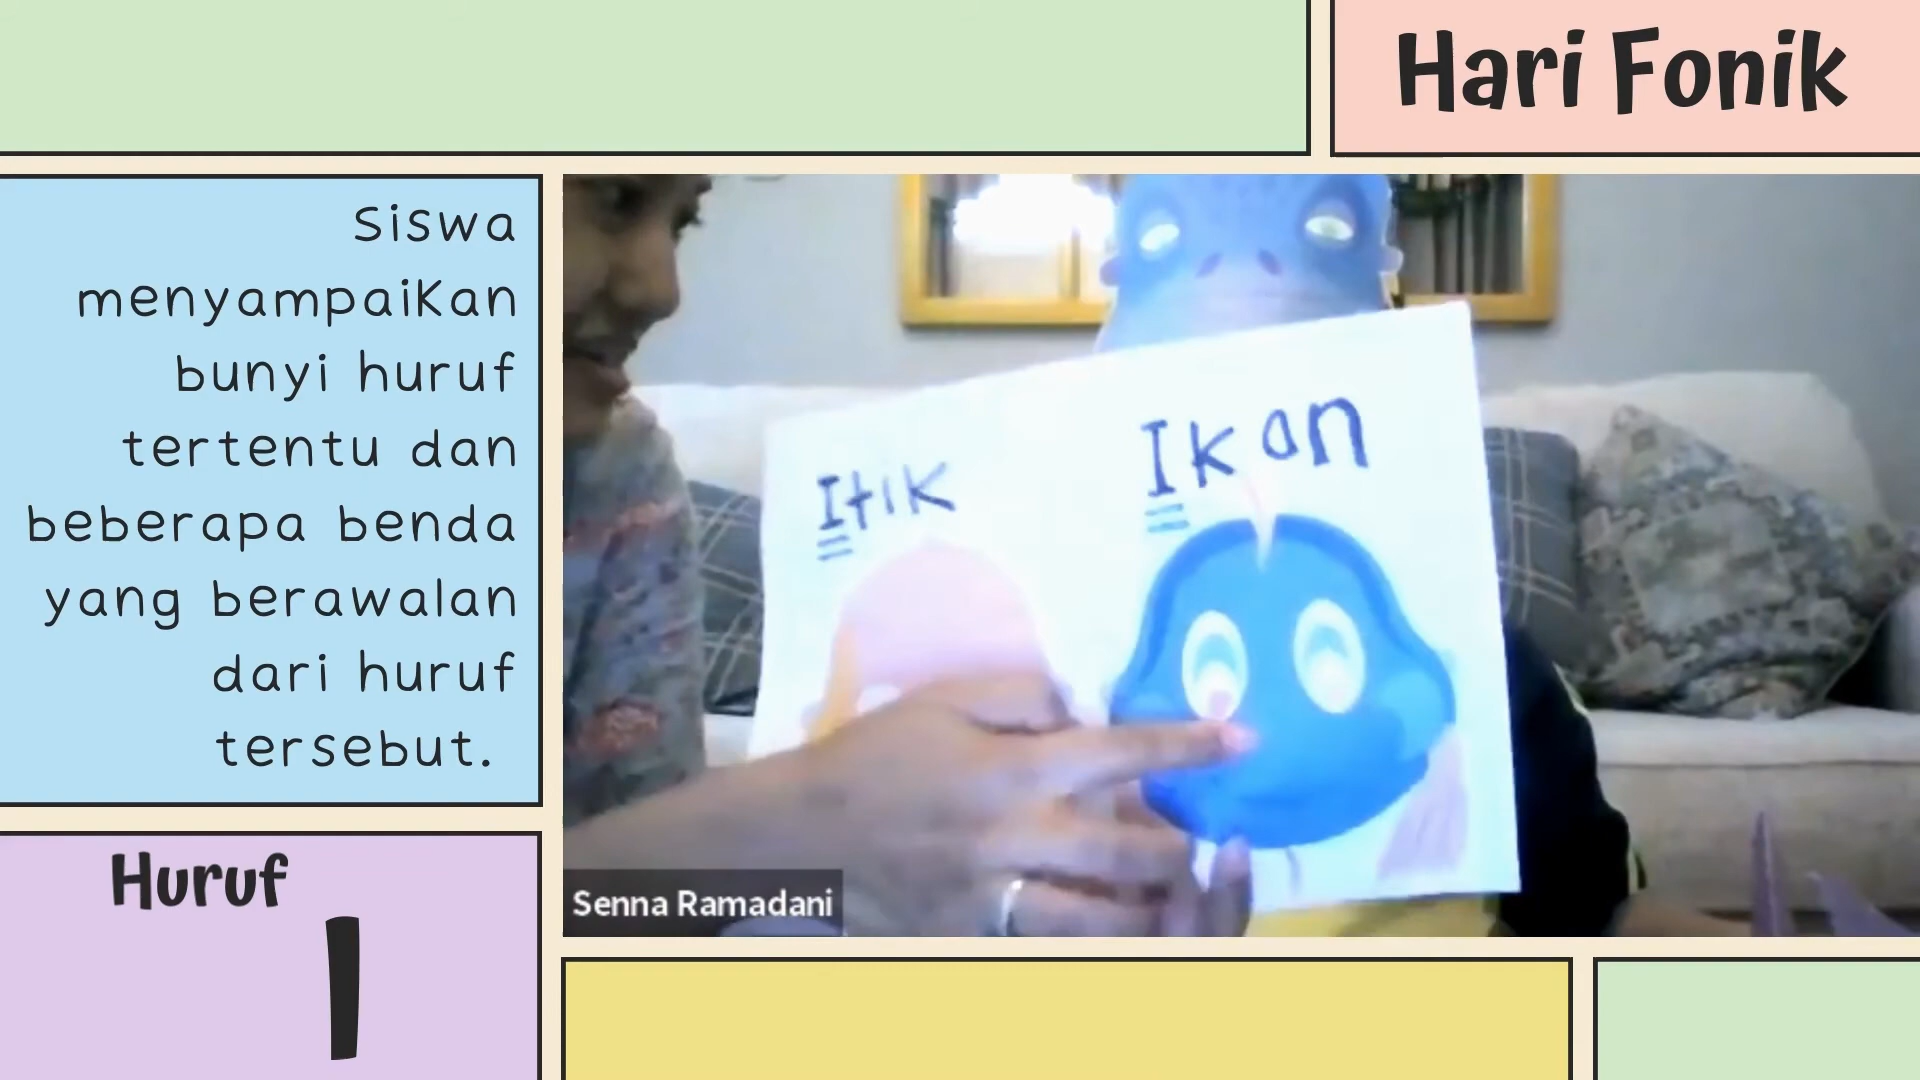 Hari Fonik
siswa
menyampaikan
bunyi huruf
tertentu dan
beberapa benda
yang berawalan
dari huruf
tersebut.
Itik
Ikan
Senna Ramadani
Huruf
I